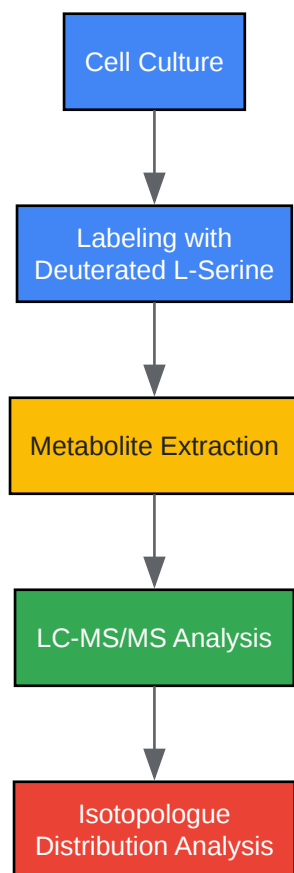 Cell Culture
Labeling with
Deuterated L-Serine
Metabolite Extraction
LC-MS/MS Analysis
Isotopologue
Distribution Analysis